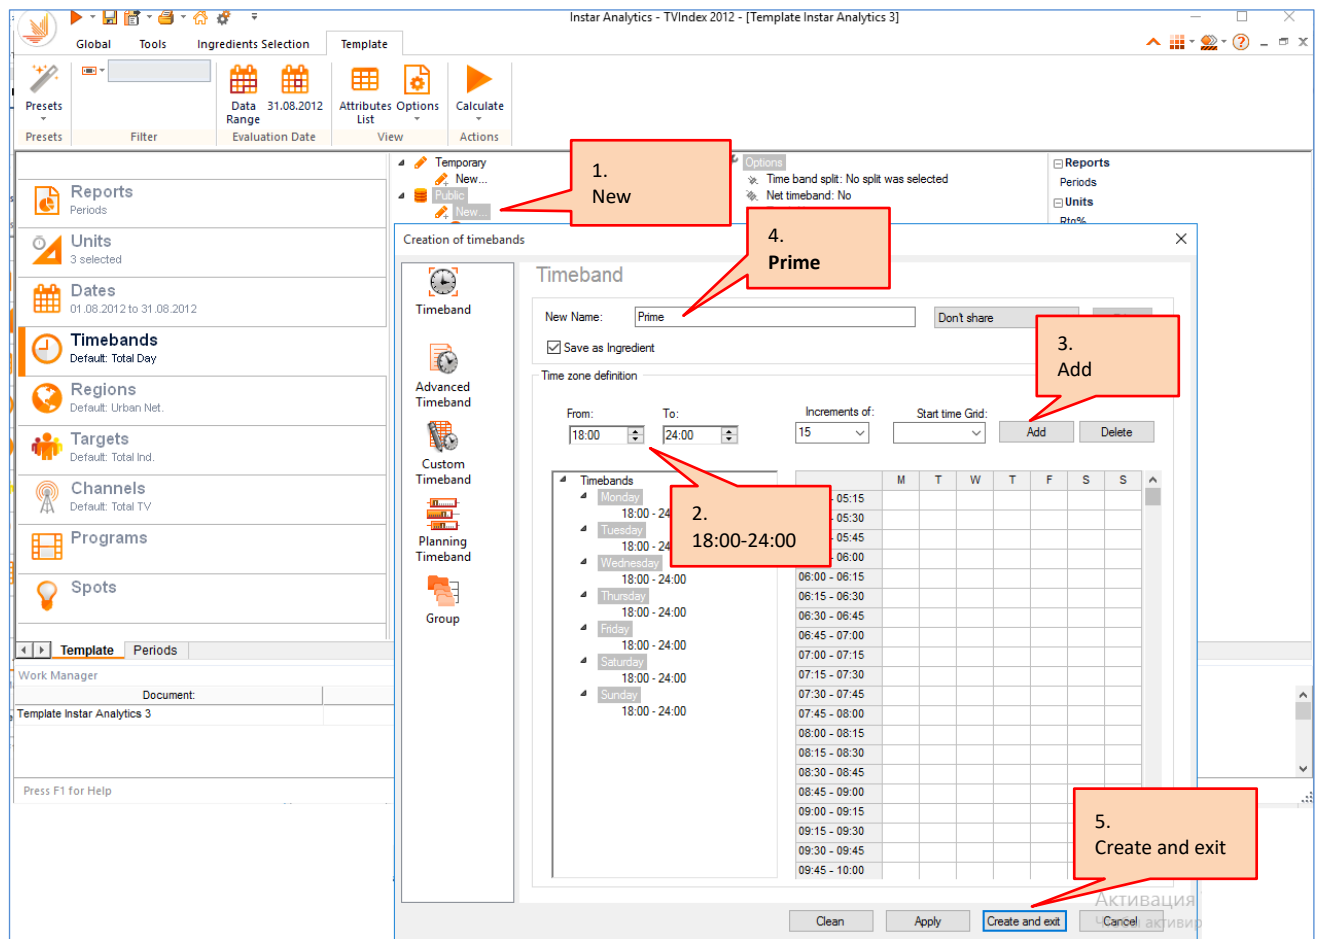 Instar Analytics - TVIndex 2012 - [Template Instar Analytics 3]
Global Tools Ingredients Selection Template
Presets
Data Range
31.08.2012
Attributes List
Options
Calculate
Presets Filter Evaluation Date View Actions
Reports
Periods
Units
3 selected
Dates
01.08.2012 to 31.08.2012
Timebands
Default: Total Day
Regions
Default: Urban Net.
Targets
Default: Total Ind.
Channels
Default: Total TV
Programs
Spots
Template Periods
Work Manager
Document:
Template Instar Analytics 3
Press F1 for Help
Temporary
New...
Public
New...
1.
New
Options
Time band split: No split was selected
Net timeband: No
Reports
Periods
Units
Rtg%
Creation of timebands
4.
Prime
Timeband
Advanced Timeband
Custom Timeband
Planning Timeband
Group
Timeband
New Name: Prime Don't share
Save as Ingredient
3.
Add
Time zone definition
From: To: Increments of: Start time Grid:
18:00 24:00 15 Add Delete
2.
18:00-24:00
Timebands
Monday
18:00 - 24
Tuesday
18:00 - 24
Wednesday
18:00 - 24:00
Thursday
18:00 - 24:00
Friday
18:00 - 24:00
Saturday
18:00 - 24:00
Sunday
18:00 - 24:00
M T W T F S S
- 05:15
- 05:30
- 05:45
- 06:00
06:00 - 06:15
06:15 - 06:30
06:30 - 06:45
06:45 - 07:00
07:00 - 07:15
07:15 - 07:30
07:30 - 07:45
07:45 - 08:00
08:00 - 08:15
08:15 - 08:30
08:30 - 08:45
08:45 - 09:00
09:00 - 09:15
09:15 - 09:30
09:30 - 09:45
09:45 - 10:00
5.
Create and exit
Активация
Clean Apply Create and exit Cancel